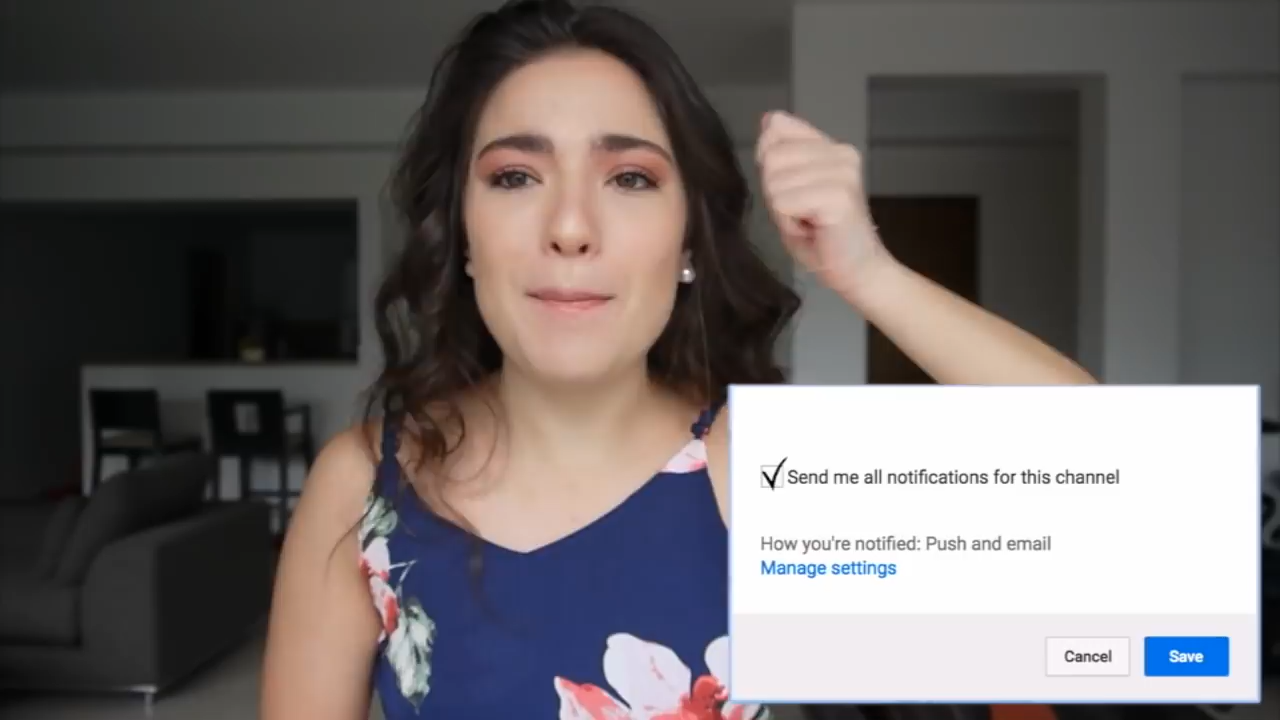 Send me all notifications for this channel
How you're notified: Push and email
Manage settings
Cancel
Save